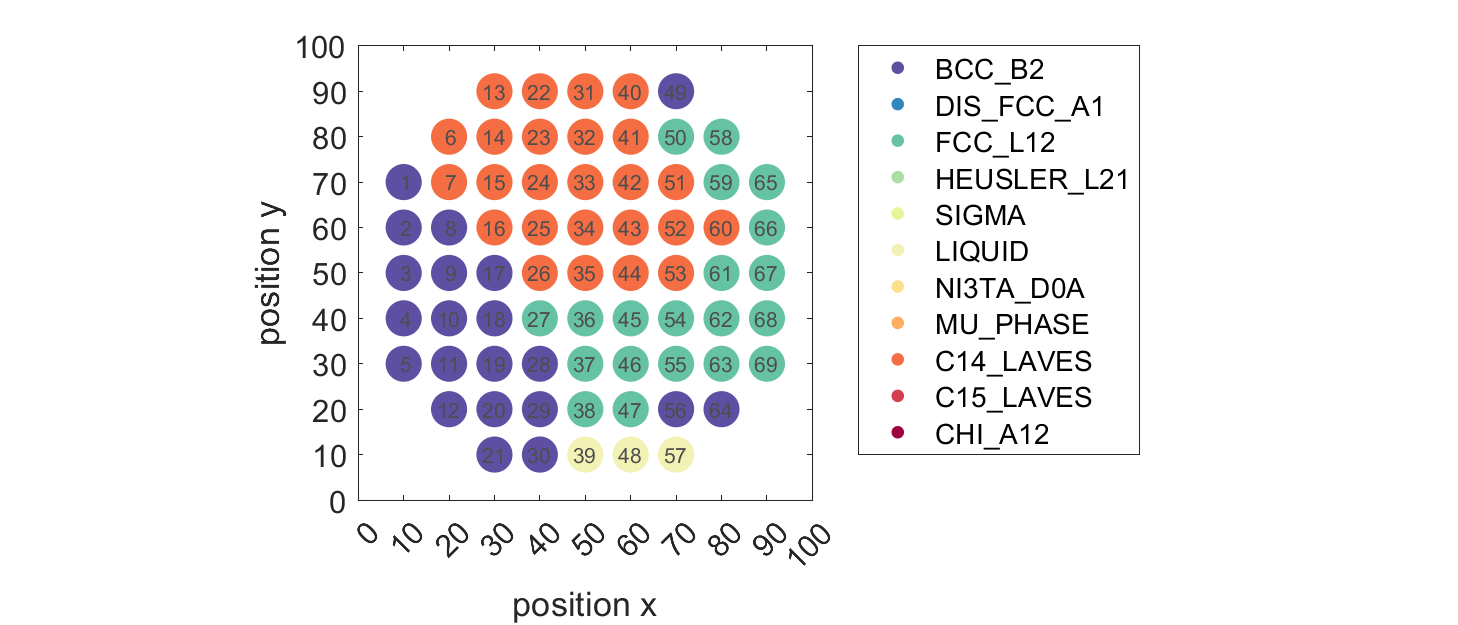 100
90
80
70
60
50
40
30
20
10
0
13 22 31 40 49
6 14 23 32 41 50 58
1 7 15 24 33 42 51 59 65
2 8 16 25 34 43 52 60 66
3 9 17 26 35 44 53 61 67
4 10 18 27 36 45 54 62 68
5 11 19 28 37 46 55 63 69
12 20 29 38 47 56 64
21 30 39 48 57
0 10 20 30 40 50 60 70 80 90 100
position x
position y
BCC_B2
DIS_FCC_A1
FCC_L12
HEUSLER_L21
SIGMA
LIQUID
NI3TA_D0A
MU_PHASE
C14_LAVES
C15_LAVES
CHI_A12